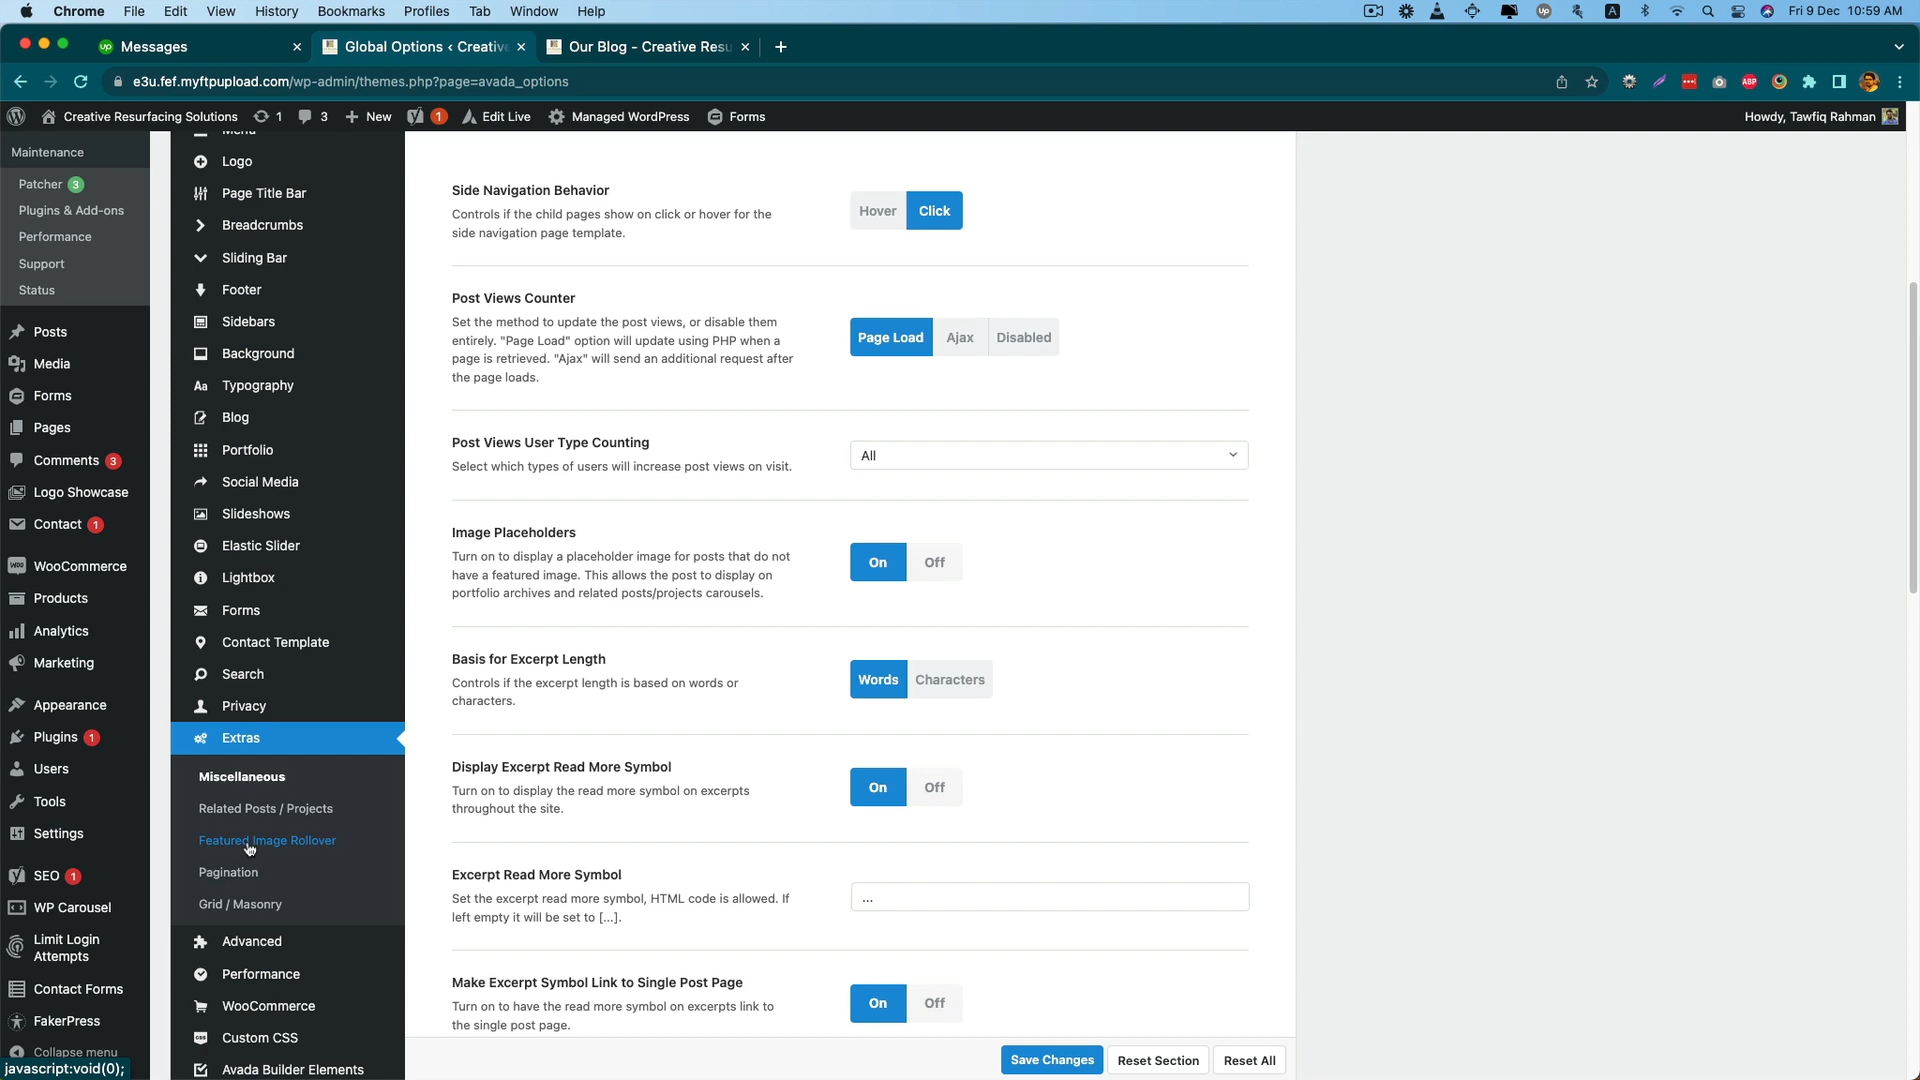 Chrome File Edit View History Bookmarks Profiles Tab Window Help
up A Fri 9 Dec 10:59 AM
up Messages
Global Options ‹ Creative
Our Blog - Creative Resu
e3u.fef.myftpupload.com/wp-admin/themes.php?page=avada_options
ABP
Creative Resurfacing Solutions 1 3 New 1 Edit Live Managed WordPress Forms
Howdy, Tawfiq Rahman
Maintenance
Patcher 3
Plugins & Add-ons
Performance
Support
Status
Posts
Media
Forms
Pages
Comments 3
Logo Showcase
Contact 1
WooCommerce
Products
Analytics
Marketing
Appearance
Plugins 1
Users
Tools
Settings
SEO 1
WP Carousel
Limit Login
Attempts
Contact Forms
FakerPress
Collapse menu
javascript:void(0);
Menu
Logo
Page Title Bar
Breadcrumbs
Sliding Bar
Footer
Sidebars
Background
Aa Typography
Blog
Portfolio
Social Media
Slideshows
Elastic Slider
Lightbox
Forms
Contact Template
Search
Privacy
Extras
Miscellaneous
Related Posts / Projects
Featured Image Rollover
Pagination
Grid / Masonry
Advanced
Performance
WooCommerce
Custom CSS
Avada Builder Elements
Side Navigation Behavior
Controls if the child pages show on click or hover for the
side navigation page template.
Hover Click
Post Views Counter
Set the method to update the post views, or disable them
entirely. "Page Load" option will update using PHP when a
page is retrieved. "Ajax" will send an additional request after
the page loads.
Page Load Ajax Disabled
Post Views User Type Counting
Select which types of users will increase post views on visit.
All
Image Placeholders
Turn on to display a placeholder image for posts that do not
have a featured image. This allows the post to display on
portfolio archives and related posts/projects carousels.
On Off
Basis for Excerpt Length
Controls if the excerpt length is based on words or
characters.
Words Characters
Display Excerpt Read More Symbol
Turn on to display the read more symbol on excerpts
throughout the site.
On Off
Excerpt Read More Symbol
Set the excerpt read more symbol, HTML code is allowed. If
left empty it will be set to [...].
...
Make Excerpt Symbol Link to Single Post Page
Turn on to have the read more symbol on excerpts link to
the single post page.
On Off
Save Changes Reset Section Reset All